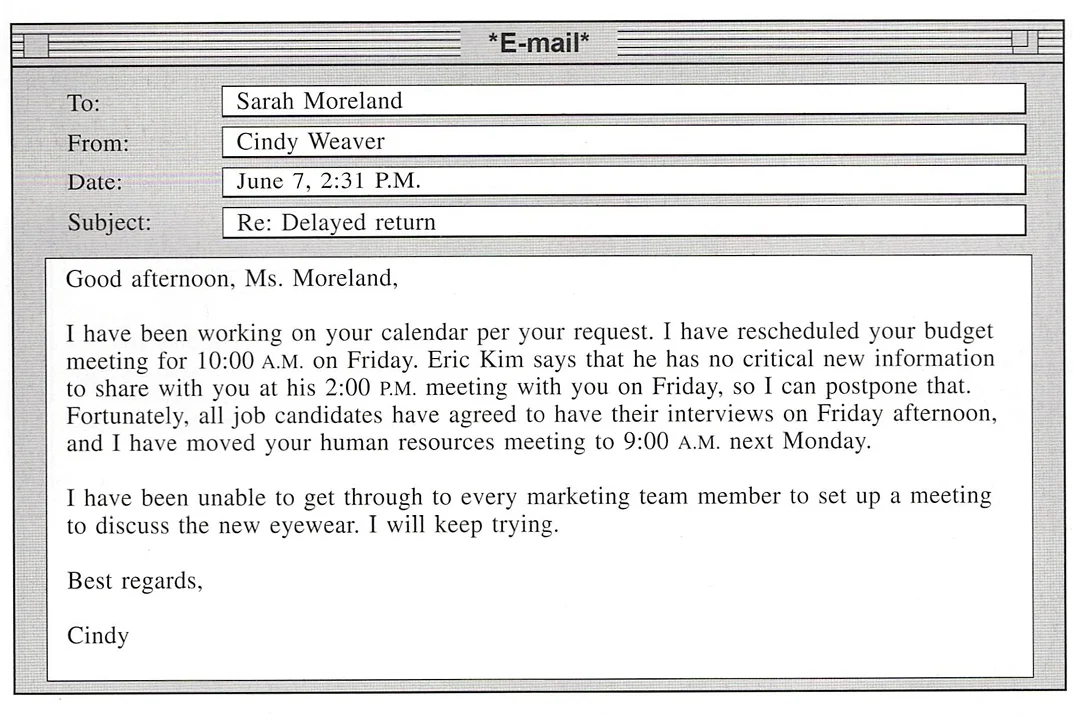 *E-mail*
To: Sarah Moreland
From: Cindy Weaver
Date: June 7, 2:31 P.M.
Subject: Re: Delayed return
Good afternoon, Ms. Moreland,
I have been working on your calendar per your request. I have rescheduled your budget
meeting for 10:00 A.M. on Friday. Eric Kim says that he has no critical new information
to share with you at his 2:00 P.M. meeting with you on Friday, so I can postpone that.
Fortunately, all job candidates have agreed to have their interviews on Friday afternoon,
and I have moved your human resources meeting to 9:00 A.M. next Monday.
I have been unable to get through to every marketing team member to set up a meeting
to discuss the new eyewear. I will keep trying.
Best regards,
Cindy